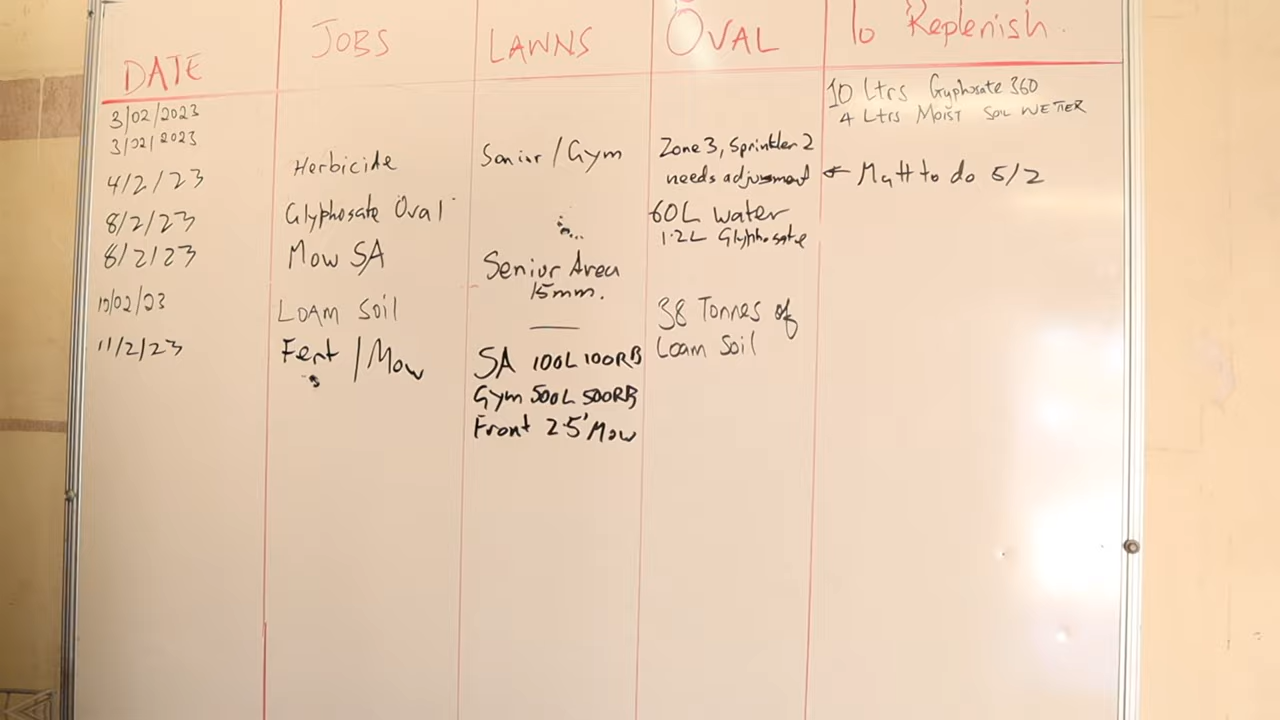 DATE JOBS LAWNS OVAL To Replenish.
3/02/2023 10 Ltrs Gyphosate 360
3/02/2023 4 Ltrs MOIST SOIL WETTER
4/2/23 Herbicide Senior/Gym Zone 3, Sprinkler 2
needs adjusment ← Matt to do 5/2
8/2/23 Glyphosate Oval 60L water
1.2L Glyphosate
8/2/23 Mow SA Senior Area
15mm.
10/02/23 LOAM Soil — 38 Tonnes of
Loam Soil
11/2/23 Fert/Mow SA 100L 100RB
Gym 500L 500RB
Front 2.5' Mow